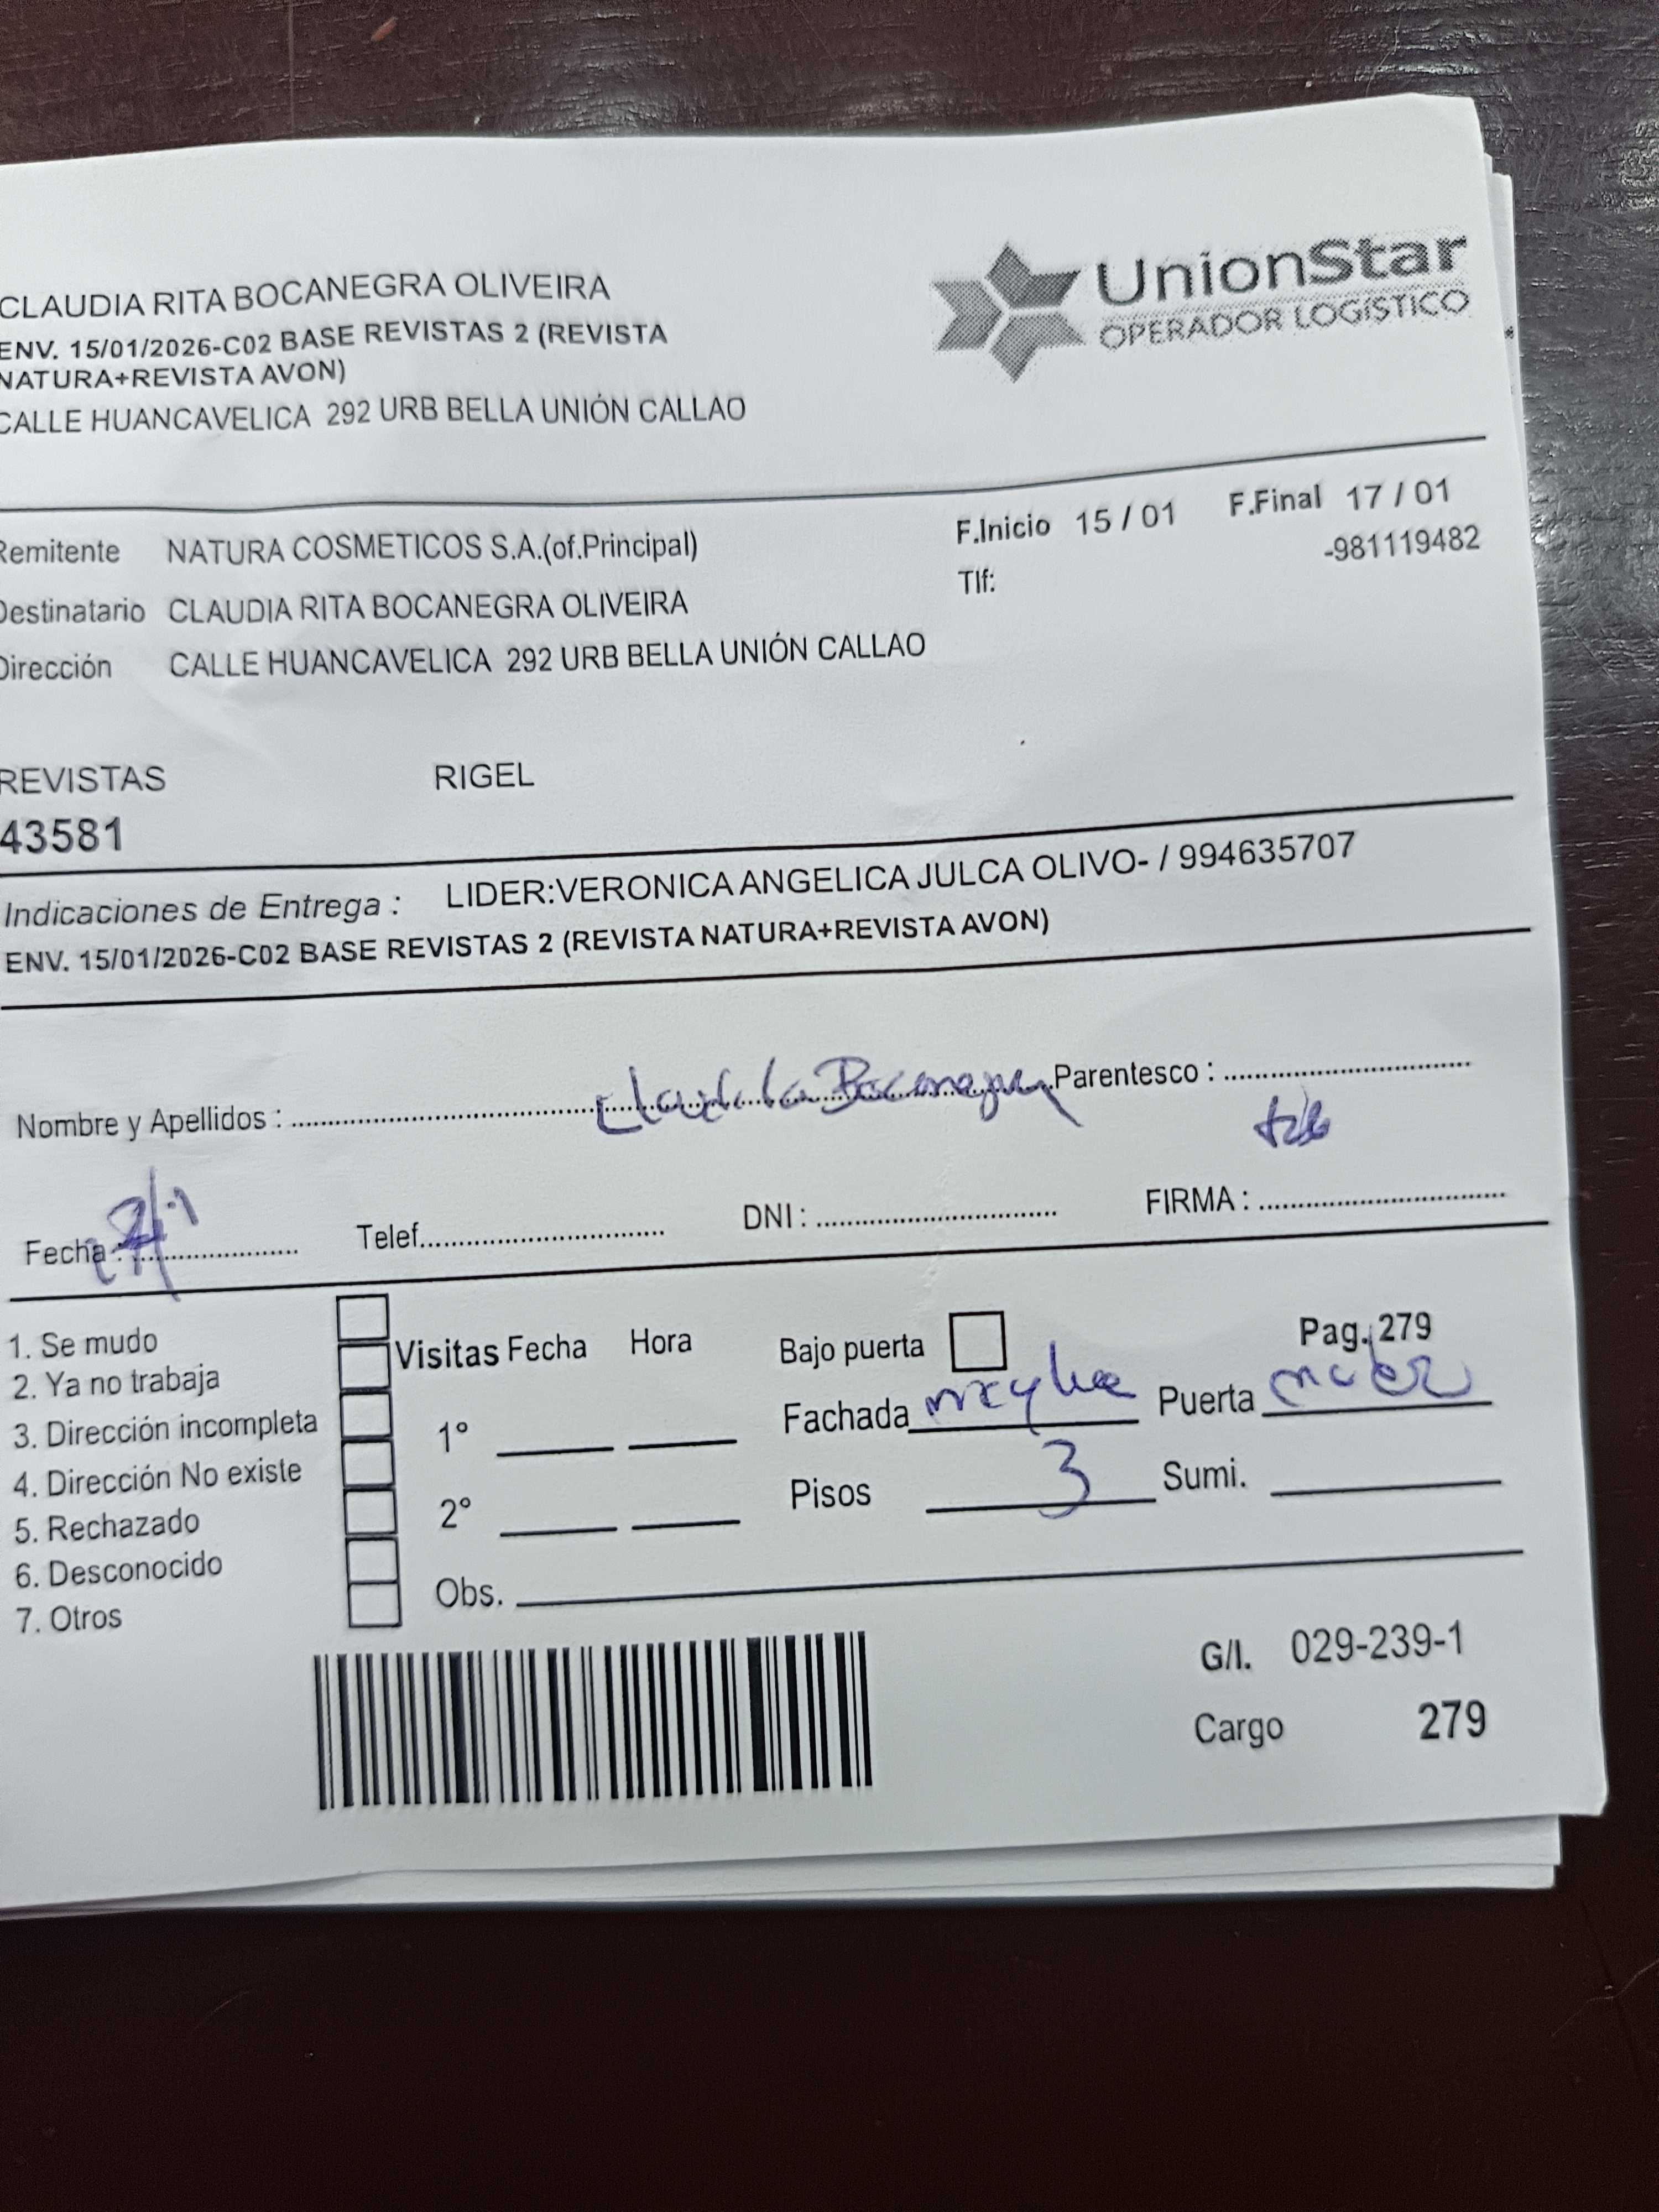 CLAUDIA RITA BOCANEGRA OLIVEIRA
ENV. 15/01/2026-C02 BASE REVISTAS 2 (REVISTA
NATURA+REVISTA AVON)
CALLE HUANCAVELICA 292 URB BELLA UNIÓN CALLAO
UnionStar
OPERADOR LOGÍSTICO
Remitente NATURA COSMETICOS S.A.(of.Principal)
F.Inicio 15 / 01 F.Final 17 / 01
-981119482
Tlf:
Destinatario CLAUDIA RITA BOCANEGRA OLIVEIRA
Dirección CALLE HUANCAVELICA 292 URB BELLA UNIÓN CALLAO
REVISTAS RIGEL
43581
Indicaciones de Entrega : LIDER:VERONICA ANGELICA JULCA OLIVO- / 994635707
ENV. 15/01/2026-C02 BASE REVISTAS 2 (REVISTA NATURA+REVISTA AVON)
Nombre y Apellidos : Claudia Bocanegra Parentesco :
Fecha : Telef. DNI : FIRMA :
1. Se mudo
2. Ya no trabaja
3. Dirección incompleta
4. Dirección No existe
5. Rechazado
6. Desconocido
7. Otros
Visitas Fecha Hora
1°
2°
Obs.
Bajo puerta Pag. 279
Fachada Puerta
Pisos 3 Sumi.
G/I. 029-239-1
Cargo 279